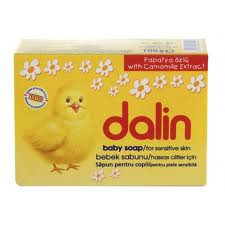 Papatya Özlü
with Camomile Extract
100 g ℮
dalin
baby soap/for sensitive skin
bebek sabunu/hassas ciltler için
Săpun pentru copii/pentru piele sensibilă